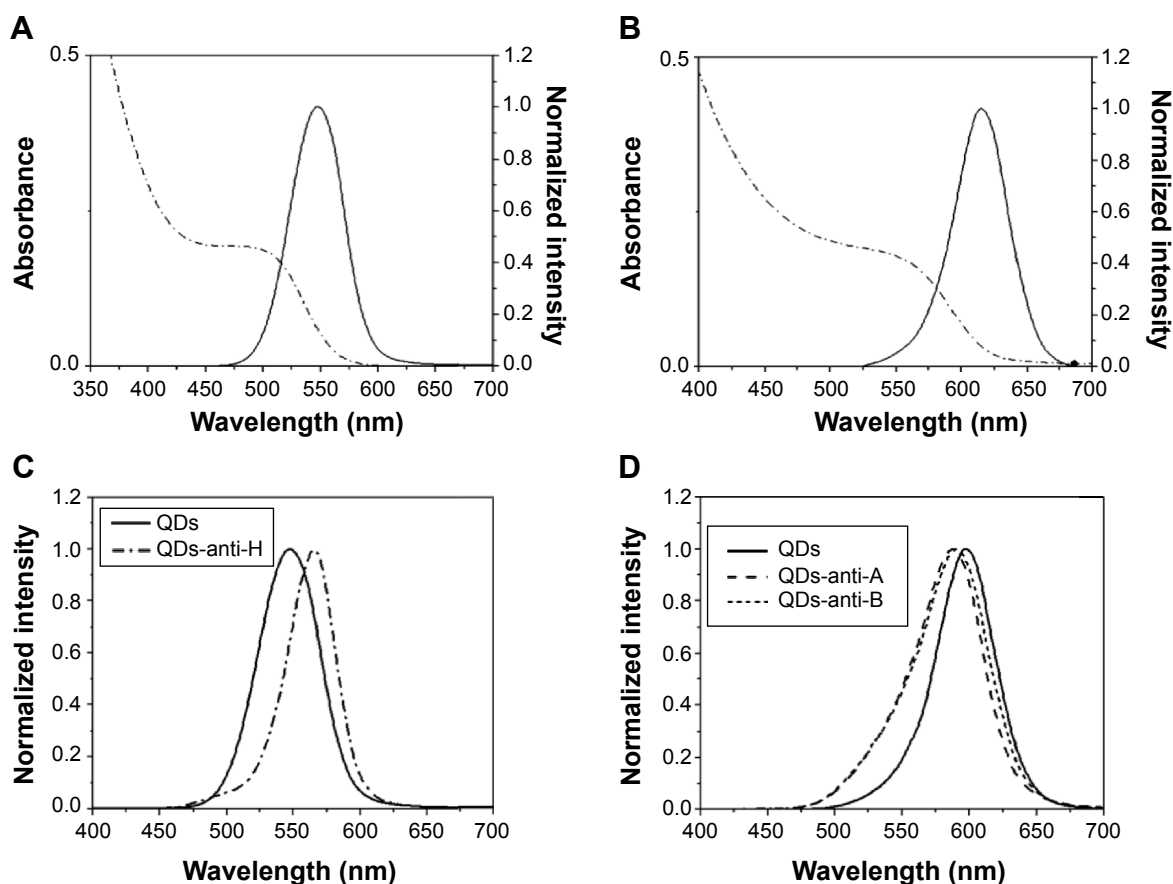 A
0.5
0.0
Absorbance
1.2
1.0
0.8
0.6
0.4
0.2
0.0
Normalized intensity
350 400 450 500 550 600 650 700
Wavelength (nm)
B
0.5
0.0
Absorbance
1.2
1.0
0.8
0.6
0.4
0.2
0.0
Normalized intensity
400 450 500 550 600 650 700
Wavelength (nm)
C
1.2
1.0
0.8
0.6
0.4
0.2
0.0
Normalized intensity
QDs
QDs-anti-H
400 450 500 550 600 650 700
Wavelength (nm)
D
1.2
1.0
0.8
0.6
0.4
0.2
0.0
Normalized intensity
QDs
QDs-anti-A
QDs-anti-B
400 450 500 550 600 650 700
Wavelength (nm)